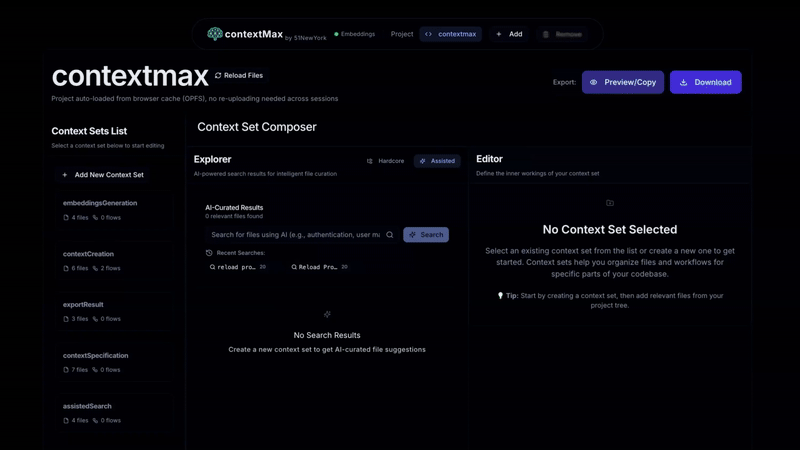 contextMax by 51NewYork
Embeddings
Project
contextmax
+ Add
Remove
contextmax
Reload Files
Project auto-loaded from browser cache (OPFS), no re-uploading needed across sessions
Export:
Preview/Copy
Download
Context Sets List
Select a context set below to start editing
+ Add New Context Set
embeddingsGeneration
4 files 0 flows
contextCreation
6 files 2 flows
exportResult
3 files 0 flows
contextSpecification
7 files 0 flows
assistedSearch
4 files 0 flows
Context Set Composer
Explorer
Hardcore
Assisted
AI-powered search results for intelligent file curation
AI-Curated Results
0 relevant files found
Search for files using AI (e.g., authentication, user ma
Search
Recent Searches:
reload pro… 20
Reload Pro… 20
No Search Results
Create a new context set to get AI-curated file suggestions
Editor
Define the inner workings of your context set
No Context Set Selected
Select an existing context set from the list or create a new one to get
started. Context sets help you organize files and workflows for
specific parts of your codebase.
Tip: Start by creating a context set, then add relevant files from your
project tree.